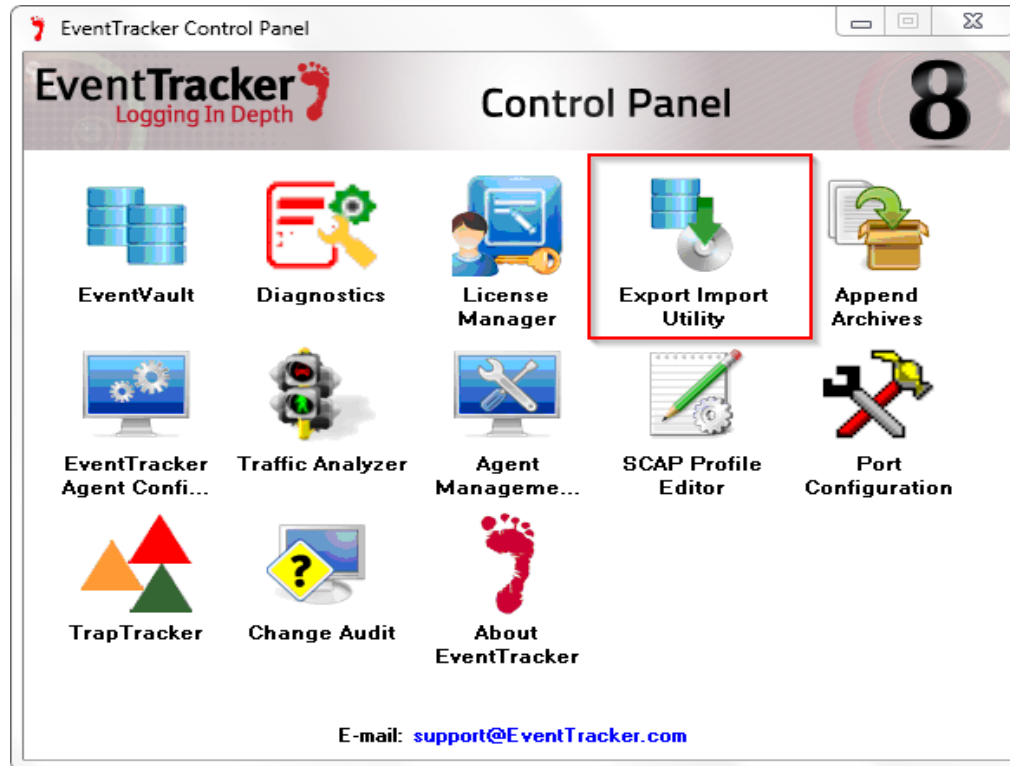 EventTracker Control Panel
EventTracker
Logging In Depth
Control Panel
8
EventVault
Diagnostics
License
Manager
Export Import
Utility
Append
Archives
EventTracker
Agent Confi...
Traffic Analyzer
Agent
Manageme...
SCAP Profile
Editor
Port
Configuration
TrapTracker
?
Change Audit
About
EventTracker
E-mail: support@EventTracker.com